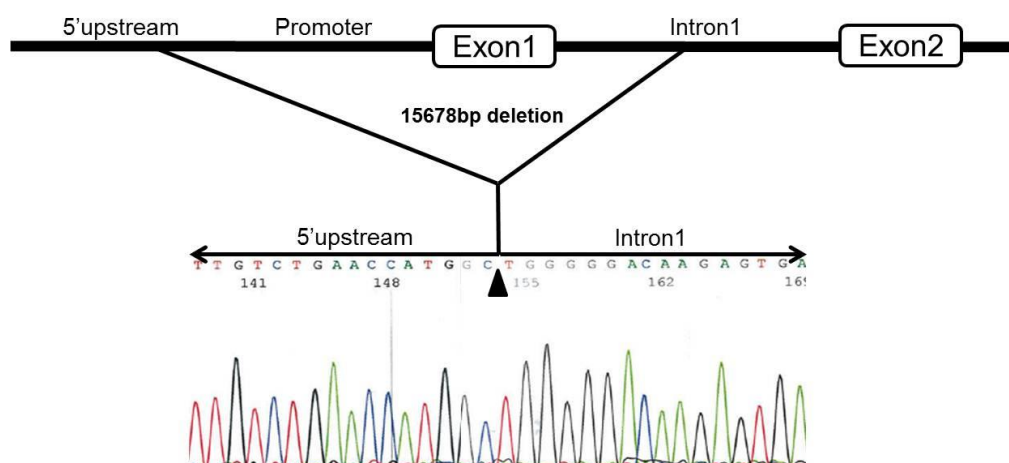 5'upstream Promoter Exon1 Intron1 Exon2
15678bp deletion
5'upstream Intron1
T T G T C T G A A C C A T G G C T G G G G G A C A A G A G T G A
141 148 155 162